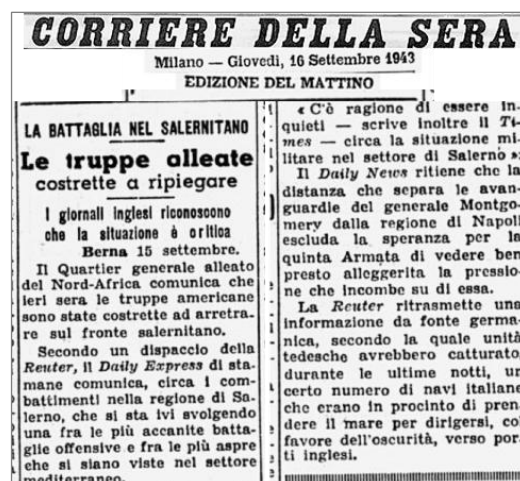 CORRIERE DELLA SERA
Milano — Giovedì, 16 Settembre 1943
EDIZIONE DEL MATTINO
LA BATTAGLIA NEL SALERNITANO
Le truppe alleate
costrette a ripiegare
I giornali inglesi riconoscono
che la situazione è critica
Berna 15 settembre.
Il Quartier generale alleato
del Nord-Africa comunica che
ieri sera le truppe americane
sono state costrette ad arretra-
re sul fronte salernitano.
Secondo un dispaccio della
Reuter, il Daily Express di sta-
mane comunica, circa i com-
battimenti nella regione di Sa-
lerno, che si sta ivi svolgendo
una fra le più accanite batta-
glie offensive e fra le più aspre
che si siano viste nel settore
mediterraneo.
« C'è ragione di essere in-
quieti — scrive inoltre il Ti-
mes — circa la situazione mi-
litare nel settore di Salerno ».
Il Daily News ritiene che la
distanza che separa le avan-
guardie del generale Montgo-
mery dalla regione di Napoli
escluda la speranza per la
quinta Armata di vedere ben
presto alleggerita la pressio-
ne che incombe su di essa.
La Reuter ritrasmette una
informazione da fonte germa-
nica, secondo la quale unità
tedesche avrebbero catturato,
durante le ultime notti, un
certo numero di navi italiane
che erano in procinto di pren-
dere il mare per dirigersi, col
favore dell'oscurità, verso por-
ti inglesi.